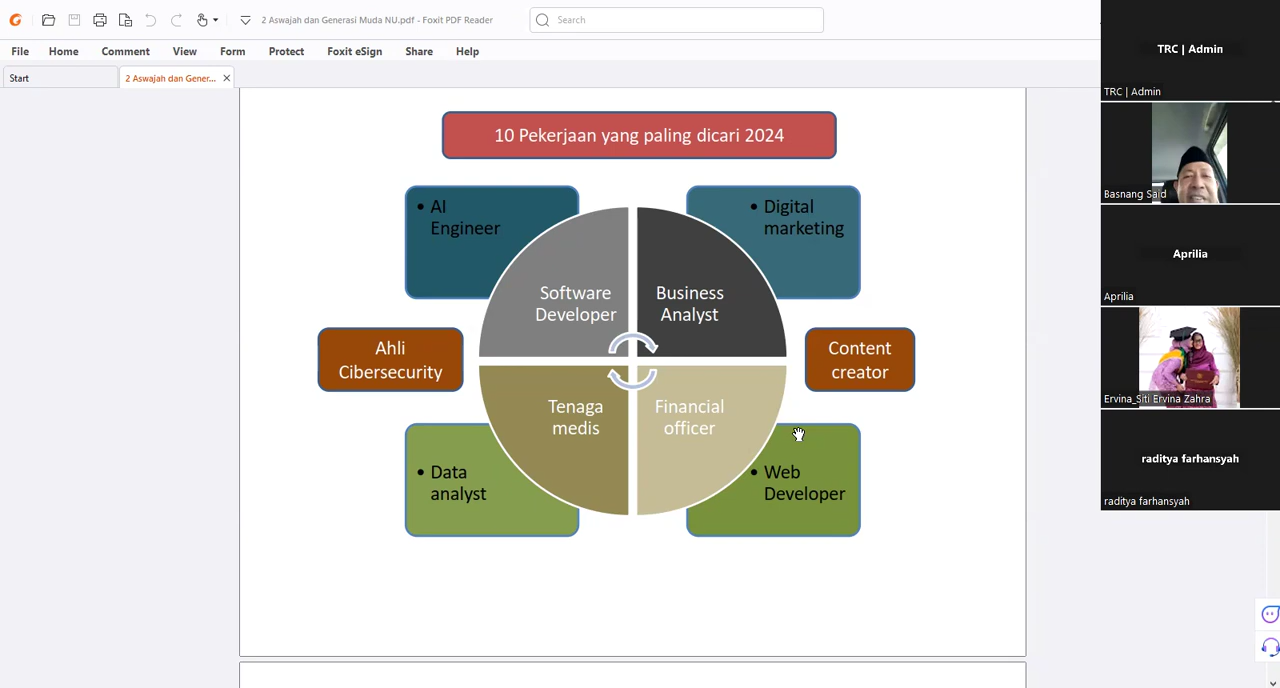 2 Aswajah dan Generasi Muda NU.pdf - Foxit PDF Reader
Search
File
Home
Comment
View
Form
Protect
Foxit eSign
Share
Help
Start
2 Aswajah dan Gener...
10 Pekerjaan yang paling dicari 2024
• AI
Engineer
• Digital
marketing
Software
Developer
Business
Analyst
Ahli
Cibersecurity
Content
creator
Tenaga
medis
Financial
officer
• Data
analyst
• Web
Developer
TRC | Admin
TRC | Admin
Basnang Said
Aprilia
Aprilia
Ervina_Siti Ervina Zahra
raditya farhansyah
raditya farhansyah